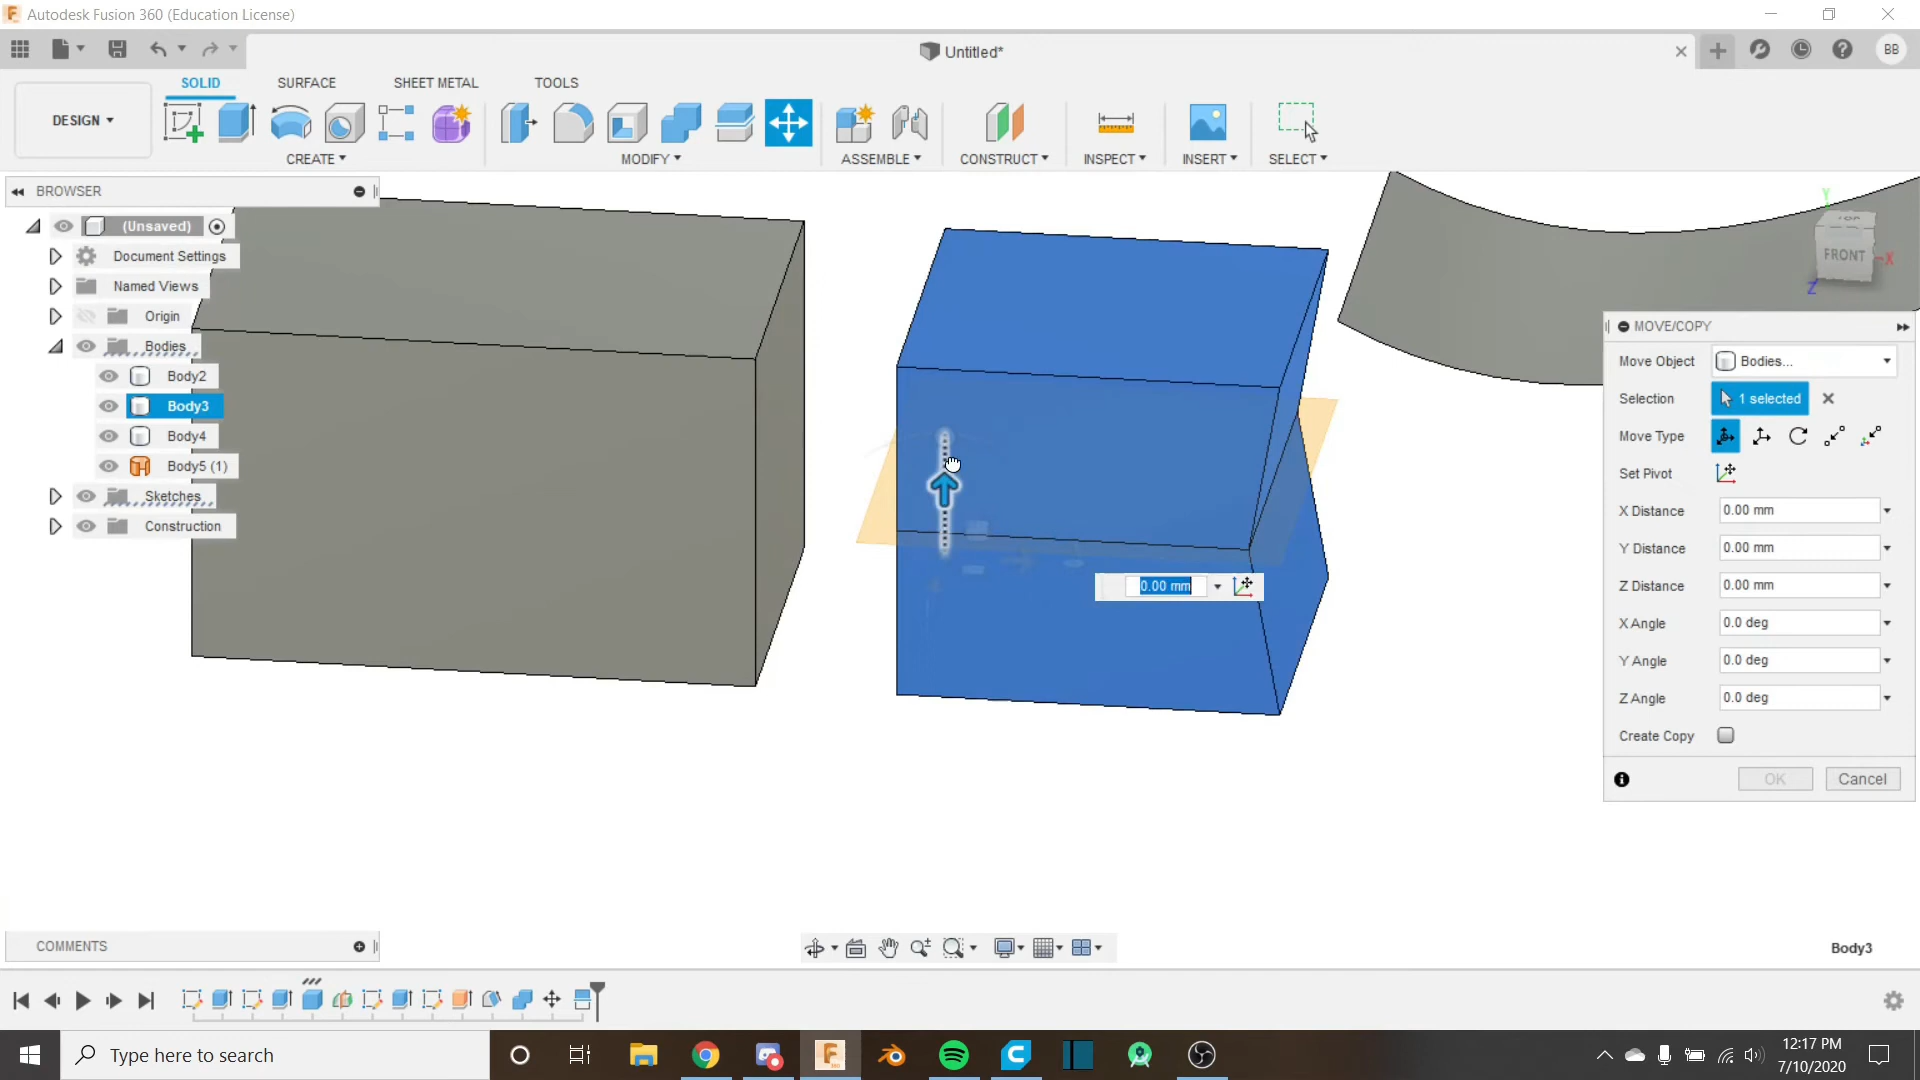 Autodesk Fusion 360 (Education License)
Untitled*
BB
DESIGN
SOLID
SURFACE
SHEET METAL
TOOLS
CREATE
MODIFY
ASSEMBLE
CONSTRUCT
INSPECT
INSERT
SELECT
BROWSER
(Unsaved)
Document Settings
Named Views
Origin
Bodies
Body2
Body3
Body4
Body5 (1)
Sketches
Construction
Y
TOP
FRONT
X
Z
MOVE/COPY
Move Object
Bodies...
Selection
1 selected
Move Type
Set Pivot
X Distance
0.00 mm
Y Distance
0.00 mm
Z Distance
0.00 mm
X Angle
0.0 deg
Y Angle
0.0 deg
Z Angle
0.0 deg
Create Copy
OK
Cancel
0.00 mm
COMMENTS
Body3
Type here to search
12:17 PM
7/10/2020